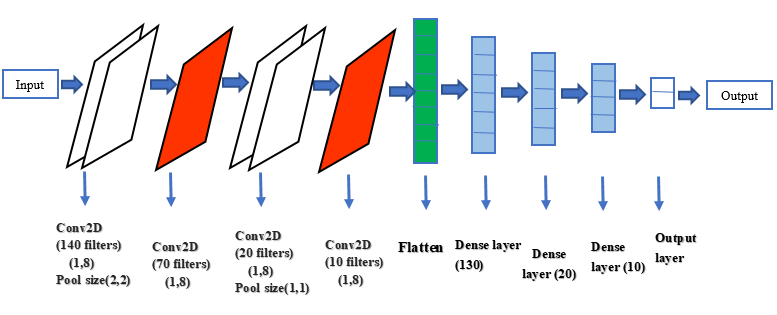 Input
Output
Conv2D
(140 filters)
(1,8)
Pool size(2,2)
Conv2D
(70 filters)
(1,8)
Conv2D
(20 filters)
(1,8)
Pool size(1,1)
Conv2D
(10 filters)
(1,8)
Flatten
Dense layer
(130)
Dense
layer (20)
Dense
layer (10)
Output
layer